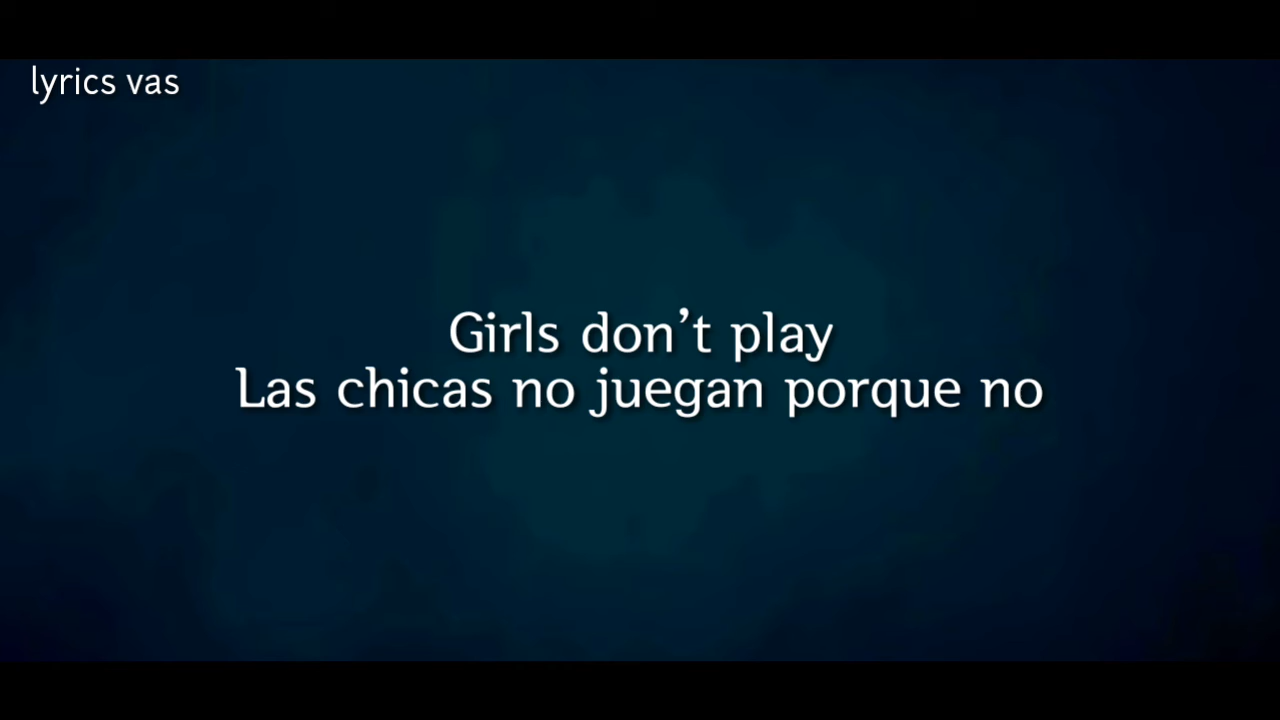 lyrics vas
Girls don’t play
Las chicas no juegan porque no